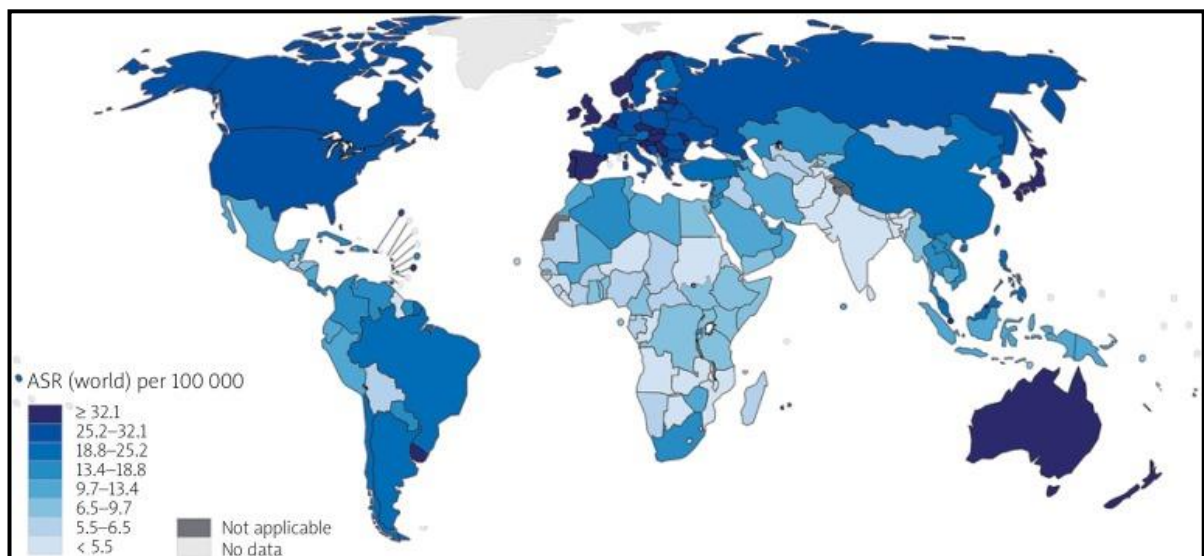 ASR (world) per 100 000
≥ 32.1
25.2–32.1
18.8–25.2
13.4–18.8
9.7–13.4
6.5–9.7
5.5–6.5
< 5.5
Not applicable
No data